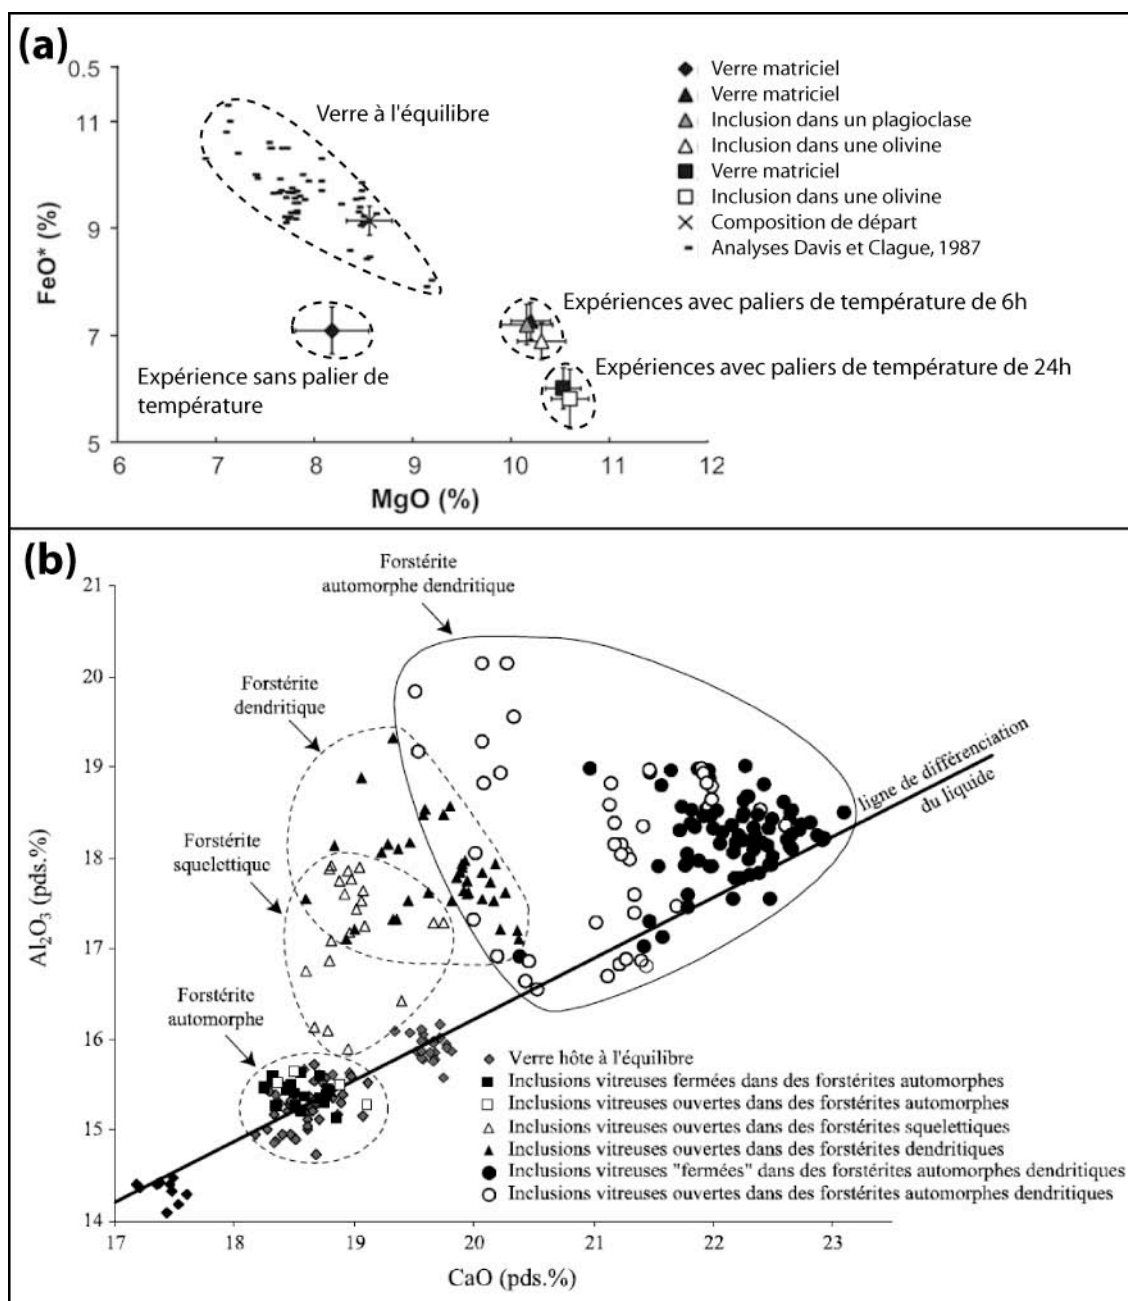 (a)
0.5
11
9
7
5
FeO* (%)
6 7 8 9 10 11 12
MgO (%)
Verre à l'équilibre
Expérience sans palier de
température
Expériences avec paliers de température de 6h
Expériences avec paliers de température de 24h
Verre matriciel
Verre matriciel
Inclusion dans un plagioclase
Inclusion dans une olivine
Verre matriciel
Inclusion dans une olivine
Composition de départ
Analyses Davis et Clague, 1987
(b)
21
20
19
18
17
16
15
14
Al₂O₃ (pds.%)
17 18 19 20 21 22 23
CaO (pds.%)
Forstérite
automorphe dendritique
Forstérite
dendritique
Forstérite
squelettique
Forstérite
automorphe
ligne de différenciation
du liquide
Verre hôte à l'équilibre
Inclusions vitreuses fermées dans des forstérites automorphes
Inclusions vitreuses ouvertes dans des forstérites automorphes
Inclusions vitreuses ouvertes dans des forstérites squelettiques
Inclusions vitreuses ouvertes dans des forstérites dendritiques
Inclusions vitreuses "fermées" dans des forstérites automorphes dendritiques
Inclusions vitreuses ouvertes dans des forstérites automorphes dendritiques